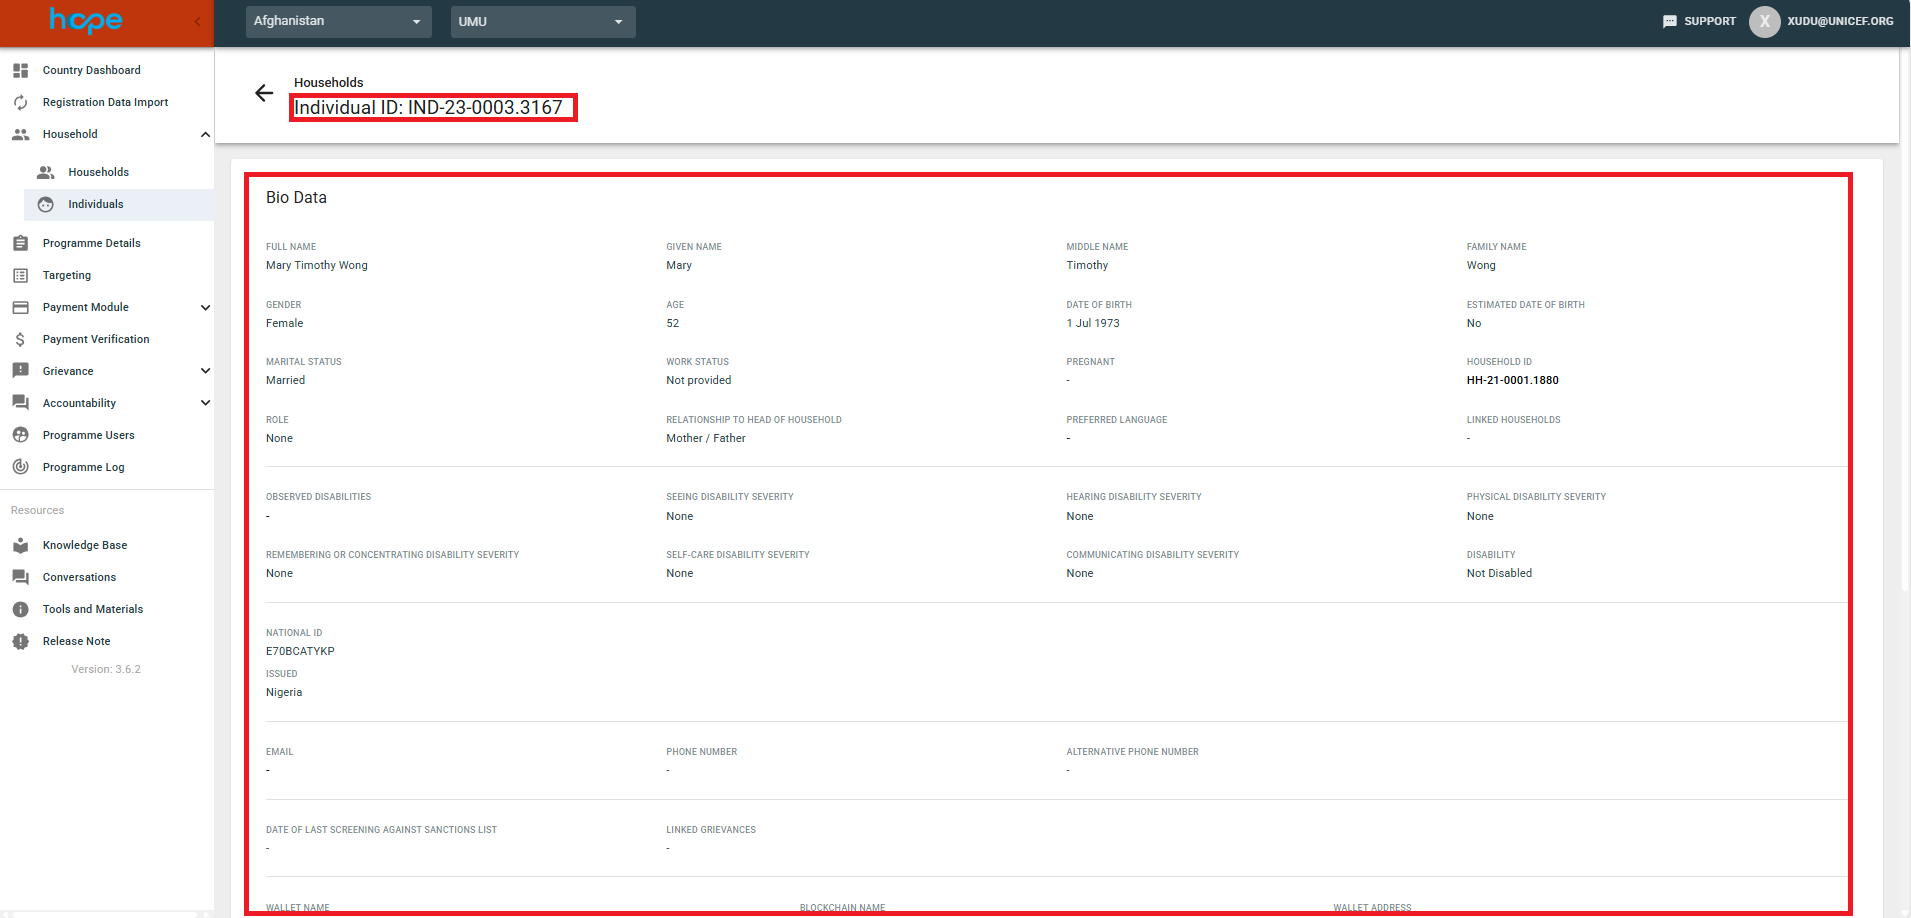 hope
Afghanistan
UMU
SUPPORT
X
XUDU@UNICEF.ORG
Country Dashboard
Registration Data Import
Household
Households
Individuals
Programme Details
Targeting
Payment Module
Payment Verification
Grievance
Accountability
Programme Users
Programme Log
Resources
Knowledge Base
Conversations
Tools and Materials
Release Note
Version: 3.6.2
Households
Individual ID: IND-23-0003.3167
Bio Data
FULL NAME GIVEN NAME MIDDLE NAME FAMILY NAME
Mary Timothy Wong Mary Timothy Wong
GENDER AGE DATE OF BIRTH ESTIMATED DATE OF BIRTH
Female 52 1 Jul 1973 No
MARITAL STATUS WORK STATUS PREGNANT HOUSEHOLD ID
Married Not provided - HH-21-0001.1880
ROLE RELATIONSHIP TO HEAD OF HOUSEHOLD PREFERRED LANGUAGE LINKED HOUSEHOLDS
None Mother / Father - -
OBSERVED DISABILITIES SEEING DISABILITY SEVERITY HEARING DISABILITY SEVERITY PHYSICAL DISABILITY SEVERITY
- None None None
REMEMBERING OR CONCENTRATING DISABILITY SEVERITY SELF-CARE DISABILITY SEVERITY COMMUNICATING DISABILITY SEVERITY DISABILITY
None None None Not Disabled
NATIONAL ID
E70BCATYKP
ISSUED
Nigeria
EMAIL PHONE NUMBER ALTERNATIVE PHONE NUMBER
- - -
DATE OF LAST SCREENING AGAINST SANCTIONS LIST LINKED GRIEVANCES
- -
WALLET NAME BLOCKCHAIN NAME WALLET ADDRESS